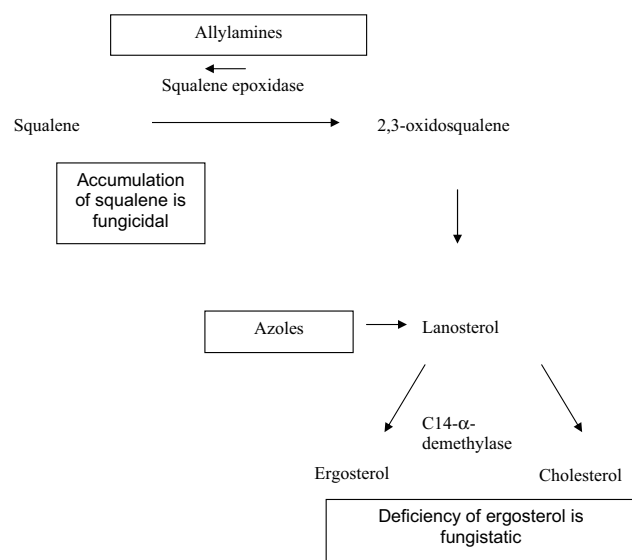 Allylamines
Squalene epoxidase
Squalene
2,3-oxidosqualene
Accumulation
of squalene is
fungicidal
Azoles
Lanosterol
C14-α-
demethylase
Ergosterol
Cholesterol
Deficiency of ergosterol is
fungistatic